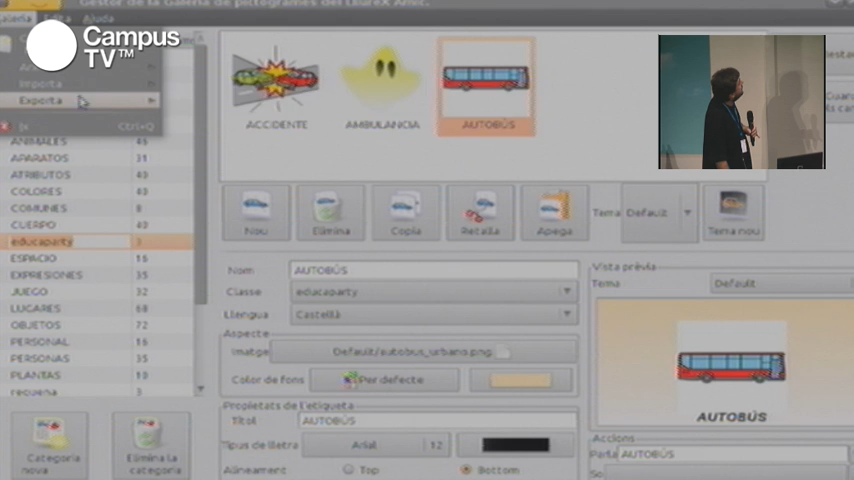 Gestor de la Galeria de pictogrames del LliureX Amic.
Galeria Edita Ajuda
Campus
TV™
Importa
Exporta
Ctrl+Q
ANIMALES 46
APARATOS 31
ATRIBUTOS 40
COLORES 40
COMUNES 8
CUERPO 40
educaparty 3
ESPACIO 16
EXPRESIONES 35
JUEGO 32
LUGARES 68
OBJETOS 72
PERSONAL 16
PERSONAS 35
PLANTAS 10
Categoria nova
Elimina la categoria
ACCIDENTE AMBULANCIA AUTOBÚS
Nou Elimina Copia Retalla Apega Tema Default Tema nou
Nom AUTOBÚS
Classe educaparty
Llengua Castellà
Aspecte
Imatge Default/autobus_urbano.png
Color de fons Per defecte
Propietats de l'etiqueta
Títol AUTOBÚS
Tipus de lletra Arial 12
Alineament Top Bottom
Vista prèvia
Tema Default
AUTOBÚS
Accions
Parla AUTOBÚS